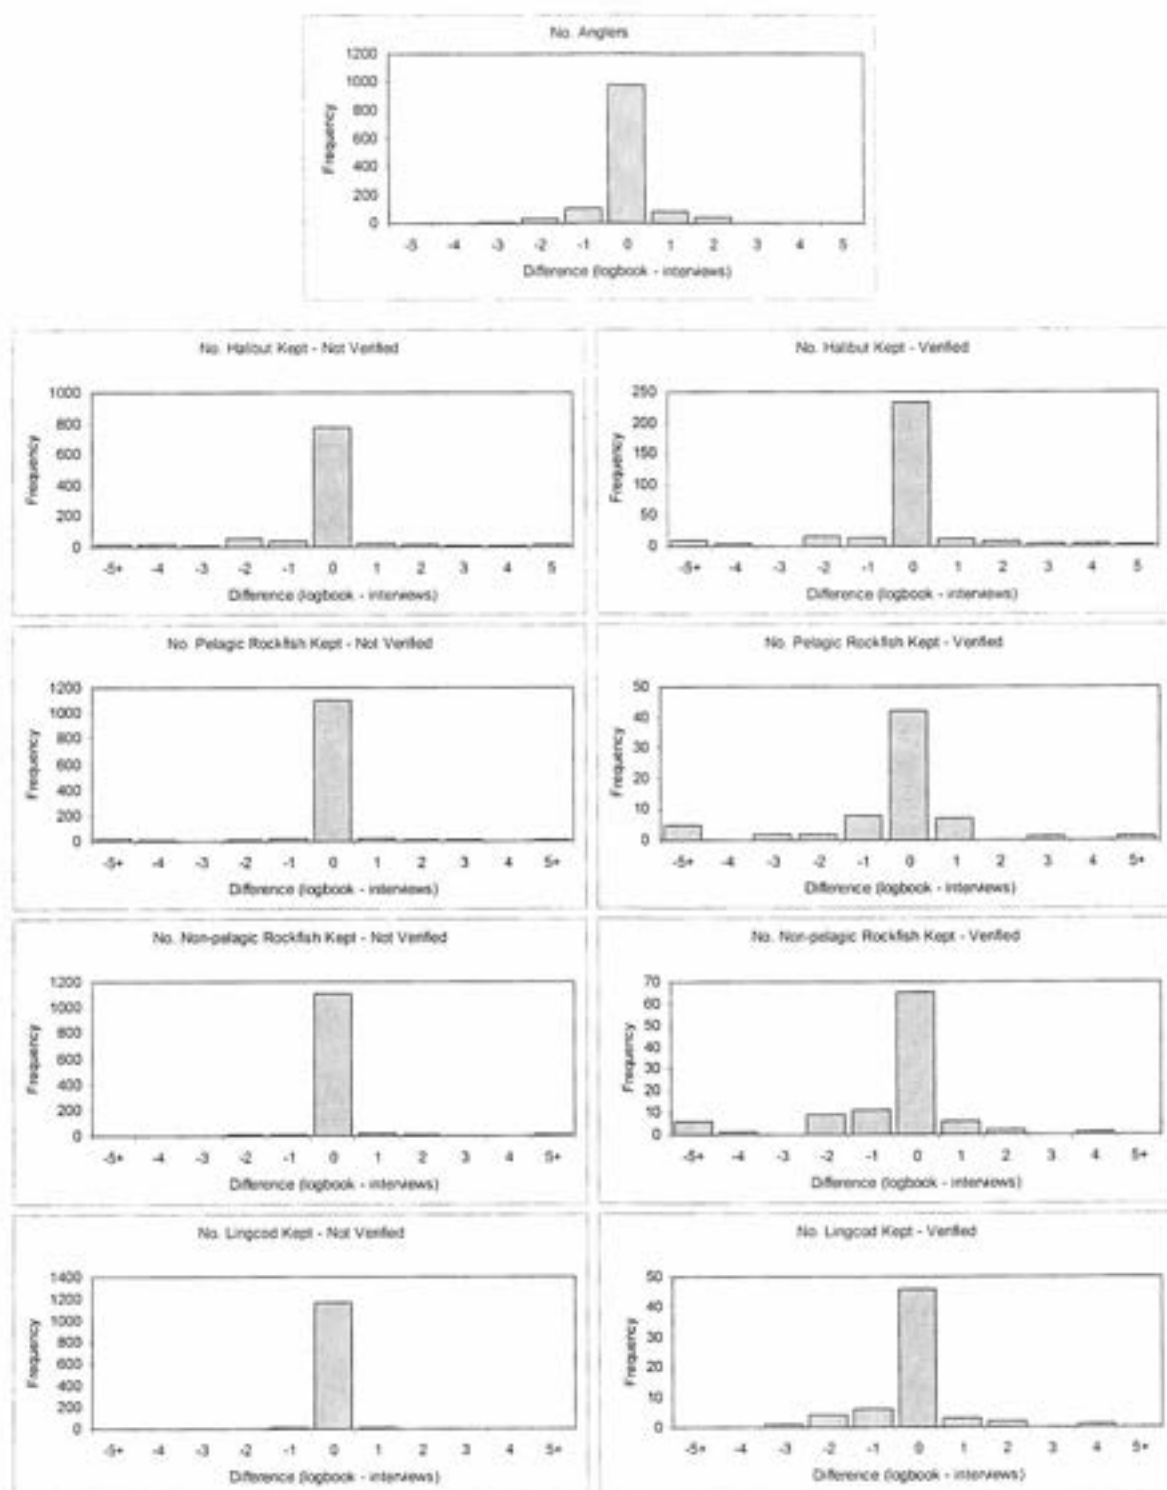 No. Anglers
1200
1000
800
600
400
200
0
Frequency
-5 -4 -3 -2 -1 0 1 2 3 4 5
Difference (logbook - interviews)
No. Halibut Kept - Not Verified
1000
800
600
400
200
0
Frequency
-5+ -4 -3 -2 -1 0 1 2 3 4 5
Difference (logbook - interviews)
No. Halibut Kept - Verified
250
200
150
100
50
0
Frequency
-5+ -4 -3 -2 -1 0 1 2 3 4 5
Difference (logbook - interviews)
No. Pelagic Rockfish Kept - Not Verified
1200
1000
800
600
400
200
0
Frequency
-5+ -4 -3 -2 -1 0 1 2 3 4 5+
Difference (logbook - interviews)
No. Pelagic Rockfish Kept - Verified
50
40
30
20
10
0
Frequency
-5+ -4 -3 -2 -1 0 1 2 3 4 5+
Difference (logbook - interviews)
No. Non-pelagic Rockfish Kept - Not Verified
1200
1000
800
600
400
200
0
Frequency
-5+ -4 -3 -2 -1 0 1 2 3 4 5+
Difference (logbook - interviews)
No. Non-pelagic Rockfish Kept - Verified
70
60
50
40
30
20
10
0
Frequency
-5+ -4 -3 -2 -1 0 1 2 3 4 5+
Difference (logbook - interviews)
No. Lingcod Kept - Not Verified
1400
1200
1000
800
600
400
200
0
Frequency
-5+ -4 -3 -2 -1 0 1 2 3 4 5+
Difference (logbook - interviews)
No. Lingcod Kept - Verified
50
40
30
20
10
0
Frequency
-5+ -4 -3 -2 -1 0 1 2 3 4 5+
Difference (logbook - interviews)